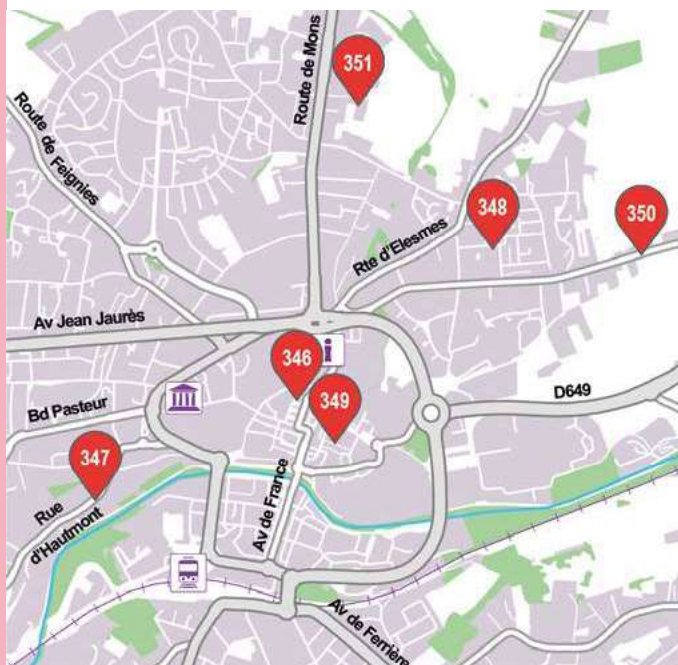 351
Route de Mons
Route de Feignies
348
350
Rte d'Elesmes
Av Jean Jaurès
346
349
D649
Bd Pasteur
347
Rue
d'Hautmont
Av de France
Av de Ferrière